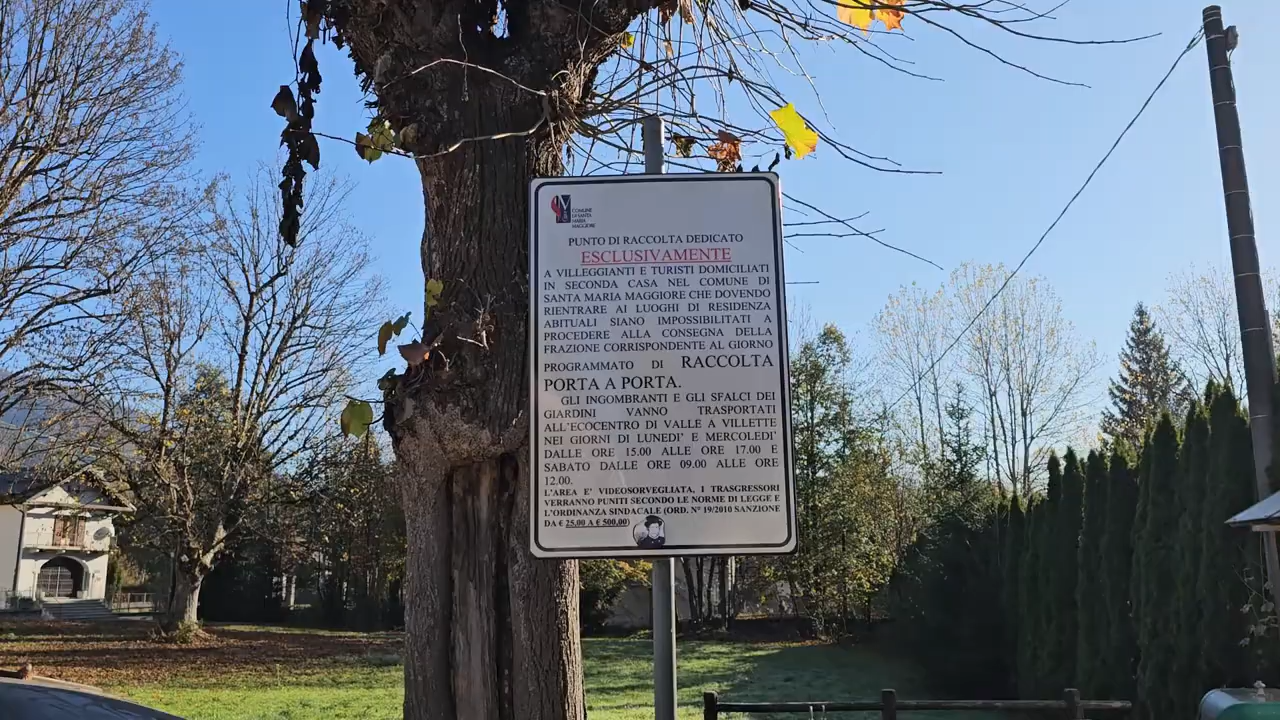 COMUNE
DI SANTA
MARIA
MAGGIORE
PUNTO DI RACCOLTA DEDICATO
ESCLUSIVAMENTE
A VILLEGGIANTI E TURISTI DOMICILIATI
IN SECONDA CASA NEL COMUNE DI
SANTA MARIA MAGGIORE CHE DOVENDO
RIENTRARE AI LUOGHI DI RESIDENZA
ABITUALI SIANO IMPOSSIBILITATI A
PROCEDERE ALLA CONSEGNA DELLA
FRAZIONE CORRISPONDENTE AL GIORNO
PROGRAMMATO DI RACCOLTA
PORTA A PORTA.
GLI INGOMBRANTI E GLI SFALCI DEI
GIARDINI VANNO TRASPORTATI
ALL'ECOCENTRO DI VALLE A VILLETTE
NEI GIORNI DI LUNEDI' E MERCOLEDI'
DALLE ORE 15.00 ALLE ORE 17.00 E
SABATO DALLE ORE 09.00 ALLE ORE
12.00.
L'AREA E' VIDEOSORVEGLIATA, I TRASGRESSORI
VERRANNO PUNITI SECONDO LE NORME DI LEGGE E
L'ORDINANZA SINDACALE (ORD. N° 19/2010 SANZIONE
DA € 25,00 A € 500,00)